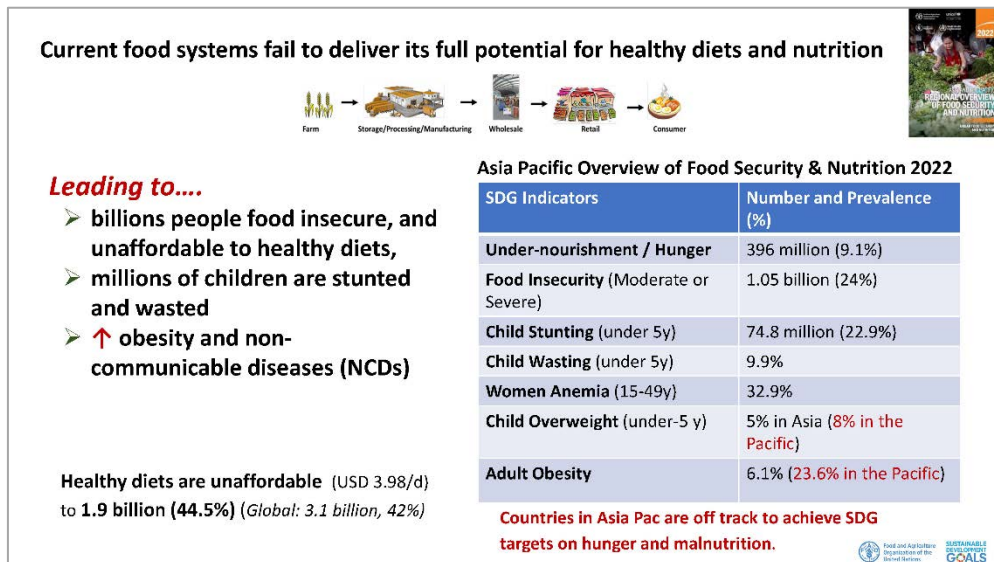 Current food systems fail to deliver its full potential for healthy diets and nutrition
2022
REGIONAL OVERVIEW
OF FOOD SECURITY
AND NUTRITION
Farm
Storage/Processing/Manufacturing
Wholesale
Retail
Consumer
Leading to….
billions people food insecure, and
unaffordable to healthy diets,
millions of children are stunted
and wasted
↑ obesity and non-
communicable diseases (NCDs)
Healthy diets are unaffordable (USD 3.98/d)
to 1.9 billion (44.5%) (Global: 3.1 billion, 42%)
Asia Pacific Overview of Food Security & Nutrition 2022
SDG Indicators
Number and Prevalence
(%)
Under-nourishment / Hunger
396 million (9.1%)
Food Insecurity (Moderate or
Severe)
1.05 billion (24%)
Child Stunting (under 5y)
74.8 million (22.9%)
Child Wasting (under 5y)
9.9%
Women Anemia (15-49y)
32.9%
Child Overweight (under-5 y)
5% in Asia (8% in the
Pacific)
Adult Obesity
6.1% (23.6% in the Pacific)
Countries in Asia Pac are off track to achieve SDG
targets on hunger and malnutrition.
Food and Agriculture
Organization of the
United Nations
SUSTAINABLE
DEVELOPMENT
GOALS